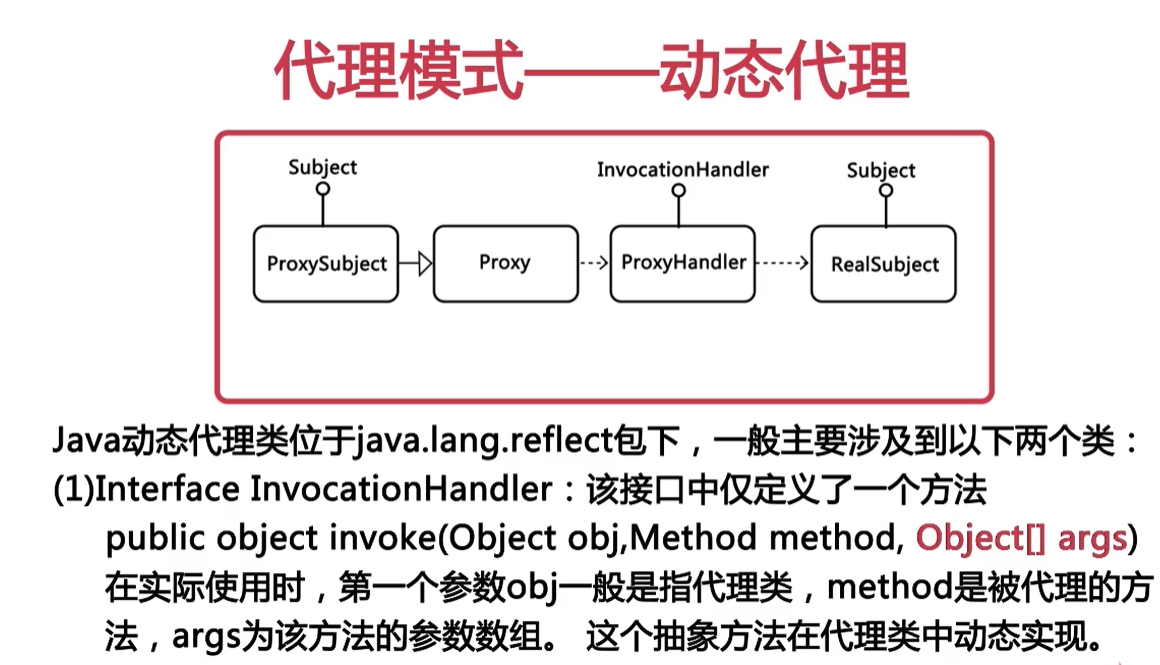 代理模式——动态代理
Subject
InvocationHandler
Subject
ProxySubject
Proxy
ProxyHandler
RealSubject
Java动态代理类位于java.lang.reflect包下，一般主要涉及到以下两个类：
(1)Interface InvocationHandler：该接口中仅定义了一个方法
public object invoke(Object obj,Method method, Object[] args)
在实际使用时，第一个参数obj一般是指代理类，method是被代理的方
法，args为该方法的参数数组。 这个抽象方法在代理类中动态实现。